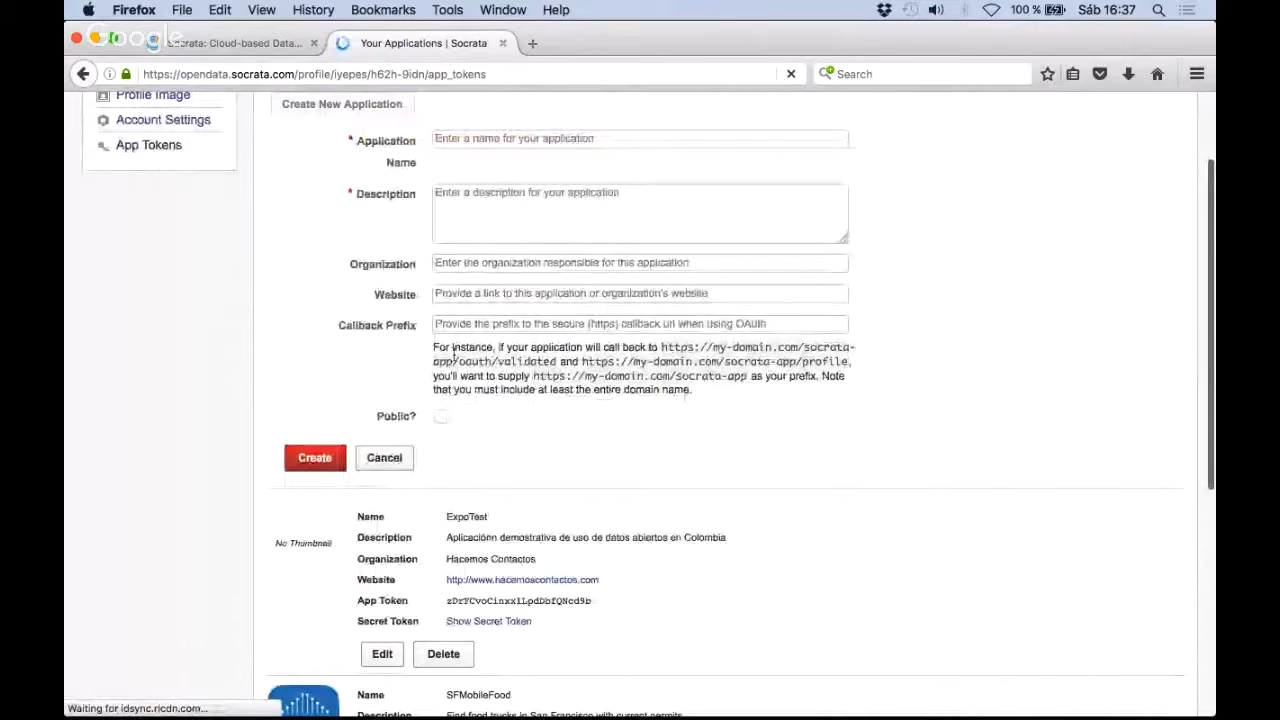 Firefox File Edit View History Bookmarks Tools Window Help 100 % Sáb 16:37
Google
Socrata: Cloud-based Data... × Your Applications | Socrata × +
https://opendata.socrata.com/profile/iyepes/h62h-9idn/app_tokens × Search
Profile Image
Account Settings
App Tokens
Create New Application
* Application Name Enter a name for your application
* Description Enter a description for your application
Organization Enter the organization responsible for this application
Website Provide a link to this application or organization's website
Callback Prefix Provide the prefix to the secure (https) callback url when using OAuth
For instance, if your application will call back to https://my-domain.com/socrata-
app/oauth/validated and https://my-domain.com/socrata-app/profile,
you'll want to supply https://my-domain.com/socrata-app as your prefix. Note
that you must include at least the entire domain name.
Public?
Create Cancel
No Thumbnail
Name ExpoTest
Description Aplicaciónn demostrativa de uso de datos abiertos en Colombia
Organization Hacemos Contactos
Website http://www.hacemoscontactos.com
App Token
Secret Token Show Secret Token
Edit Delete
Name SFMobileFood
Description Find food trucks in San Francisco with current permits
Waiting for idsync.rlcdn.com...